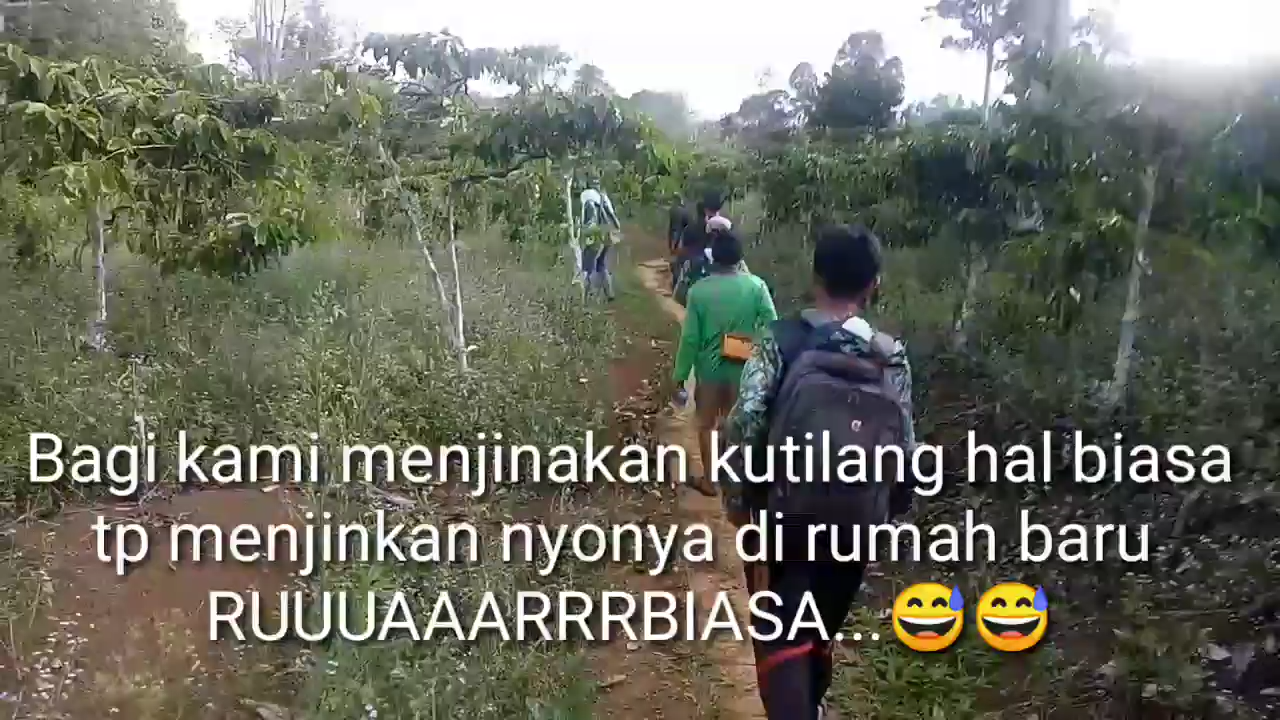 Bagi kami menjinakan kutilang hal biasa
tp menjinkan nyonya di rumah baru
RUUUAAARRRBIASA...😅😅